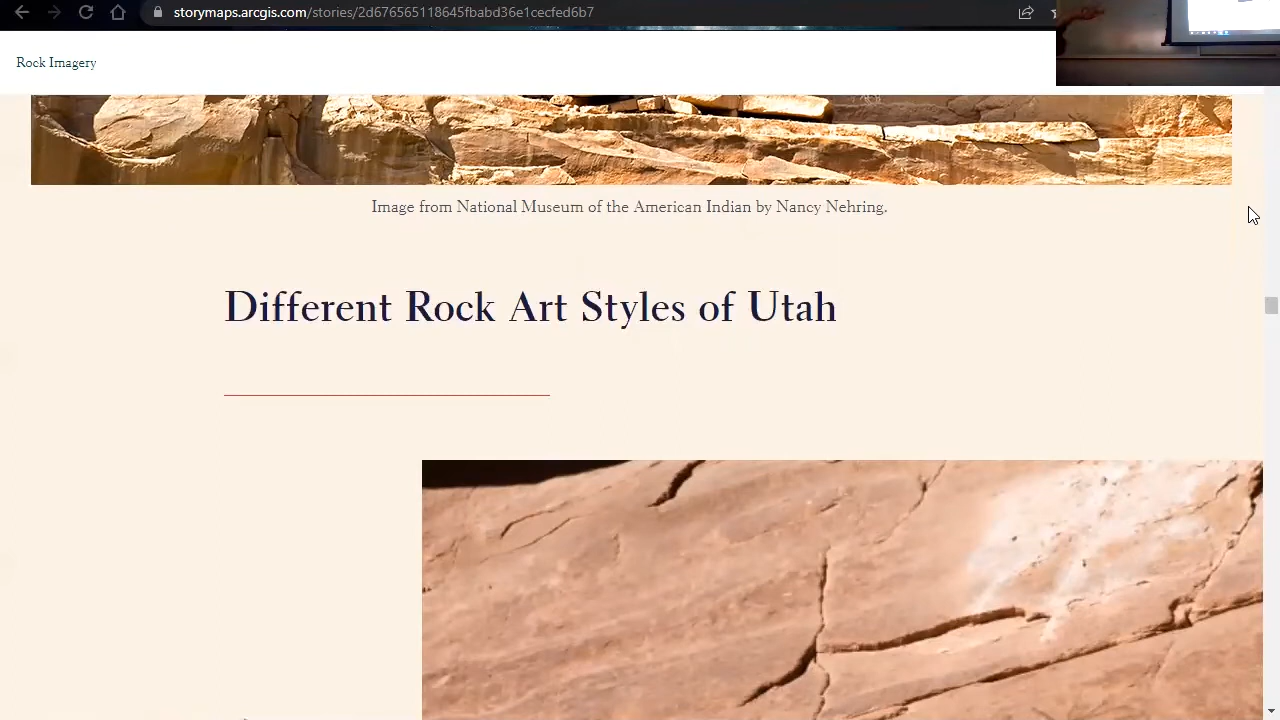 storymaps.arcgis.com/stories/2d676565118645fbabd36e1cecfed6b7
Rock Imagery
Image from National Museum of the American Indian by Nancy Nehring.
Different Rock Art Styles of Utah